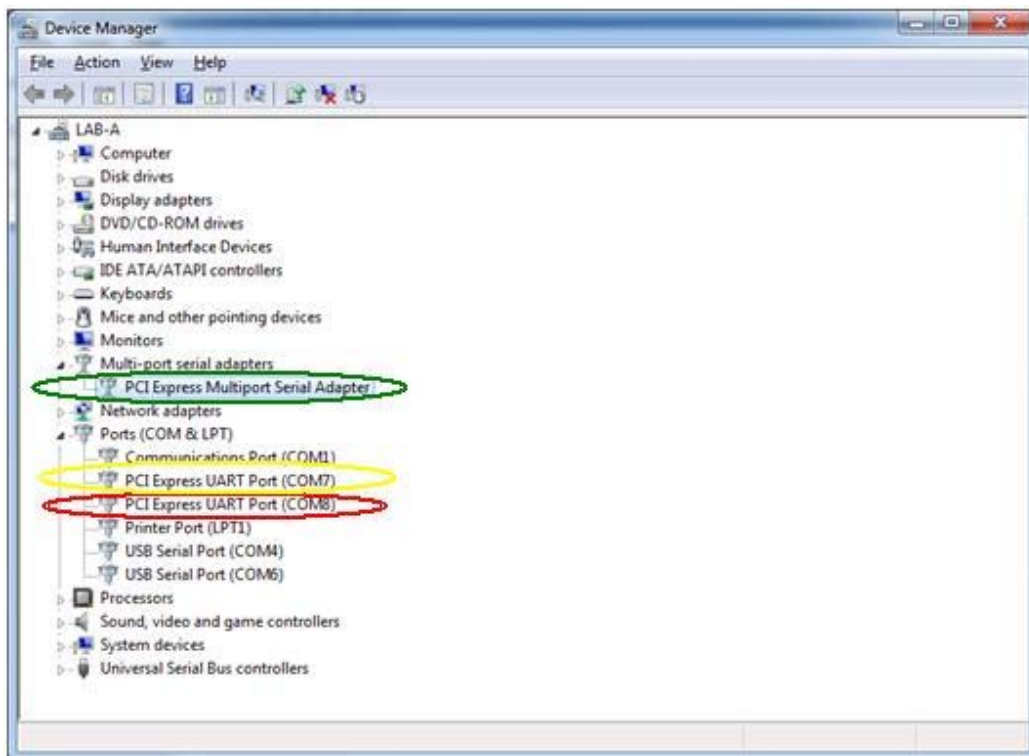 Device Manager
File Action View Help
LAB-A
Computer
Disk drives
Display adapters
DVD/CD-ROM drives
Human Interface Devices
IDE ATA/ATAPI controllers
Keyboards
Mice and other pointing devices
Monitors
Multi-port serial adapters
PCI Express Multiport Serial Adapter
Network adapters
Ports (COM & LPT)
Communications Port (COM1)
PCI Express UART Port (COM7)
PCI Express UART Port (COM8)
Printer Port (LPT1)
USB Serial Port (COM4)
USB Serial Port (COM6)
Processors
Sound, video and game controllers
System devices
Universal Serial Bus controllers